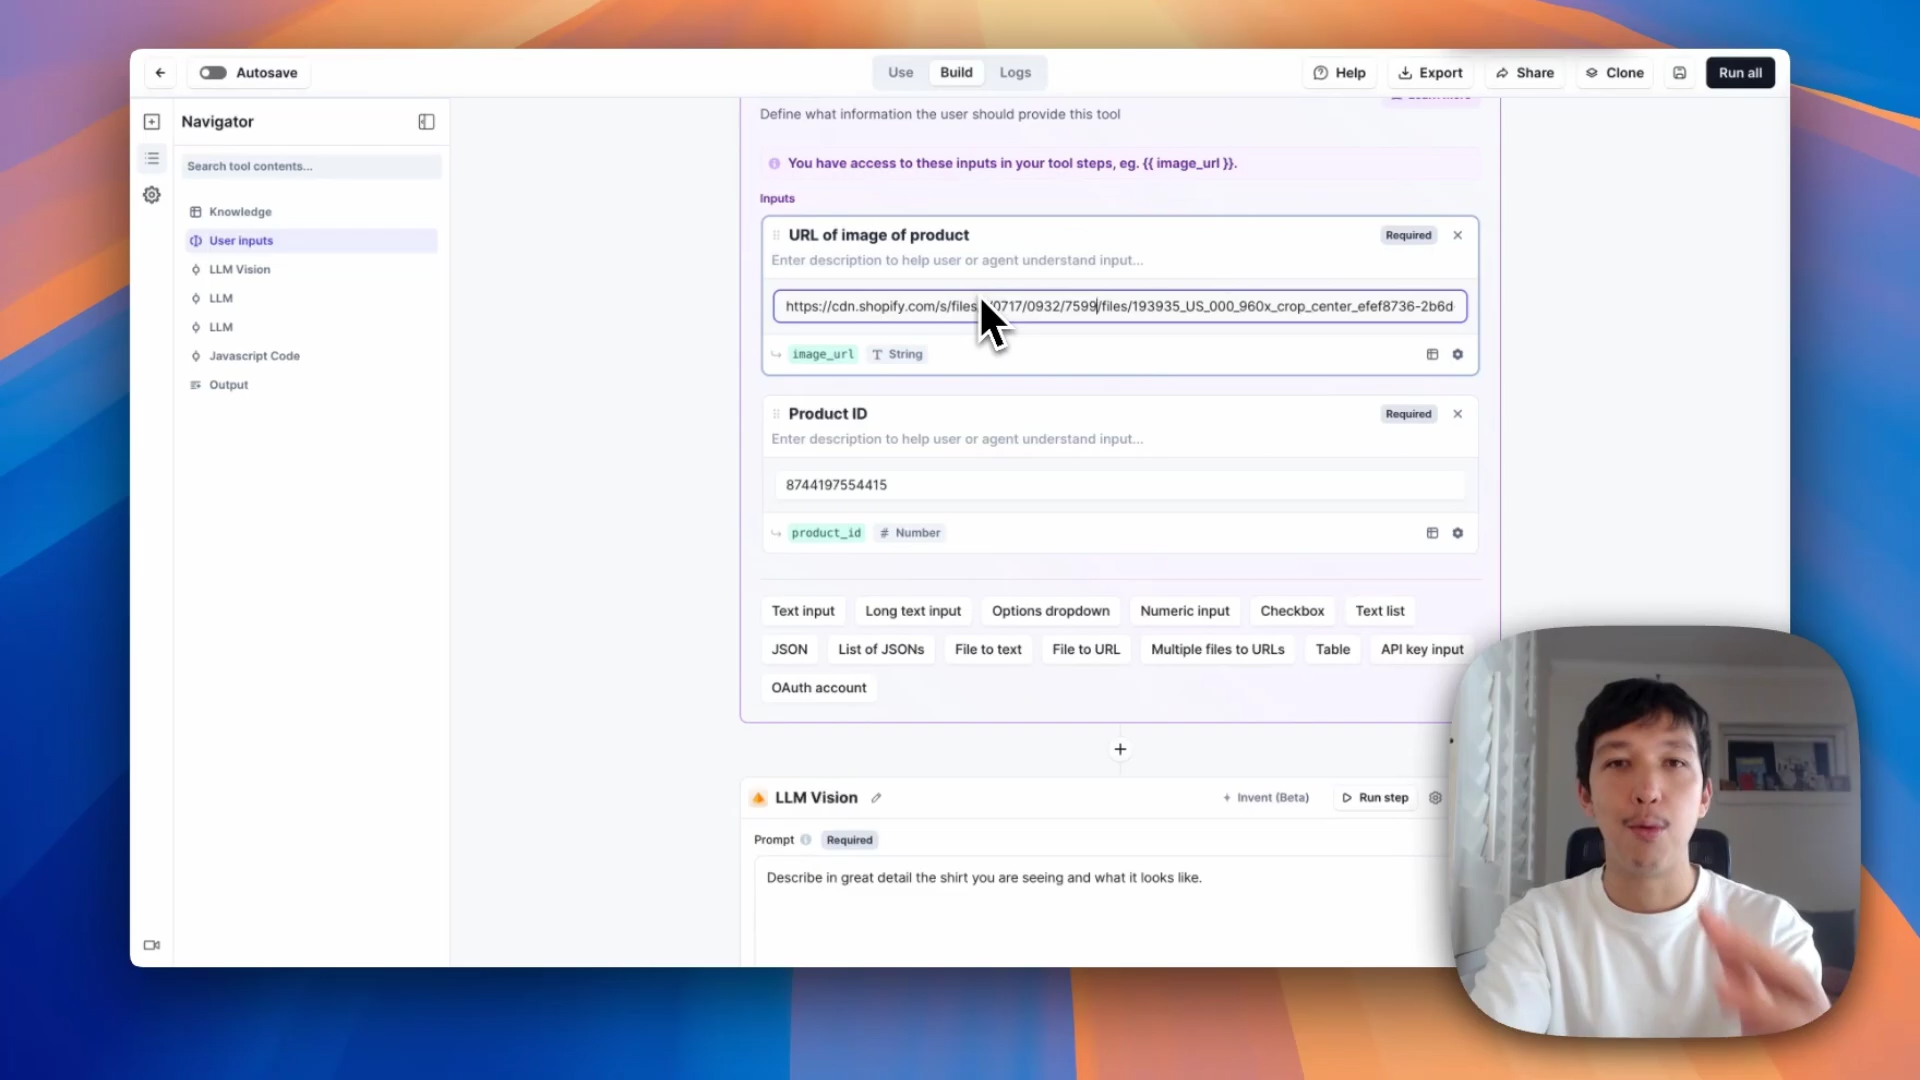 Autosave
Use
Build
Logs
Help
Export
Share
Clone
Run all
Navigator
Search tool contents...
Knowledge
User inputs
LLM Vision
LLM
LLM
Javascript Code
Output
Define what information the user should provide this tool
You have access to these inputs in your tool steps, eg. {{ image_url }}.
Inputs
URL of image of product
Required
Enter description to help user or agent understand input...
https://cdn.shopify.com/s/files 0717/0932/7599/files/193935_US_000_960x_crop_center_efef8736-2b6d
image_url
String
Product ID
Required
Enter description to help user or agent understand input...
8744197554415
product_id
# Number
Text input
Long text input
Options dropdown
Numeric input
Checkbox
Text list
JSON
List of JSONs
File to text
File to URL
Multiple files to URLs
Table
API key input
OAuth account
LLM Vision
+ Invent (Beta)
Run step
Prompt
Required
Describe in great detail the shirt you are seeing and what it looks like.